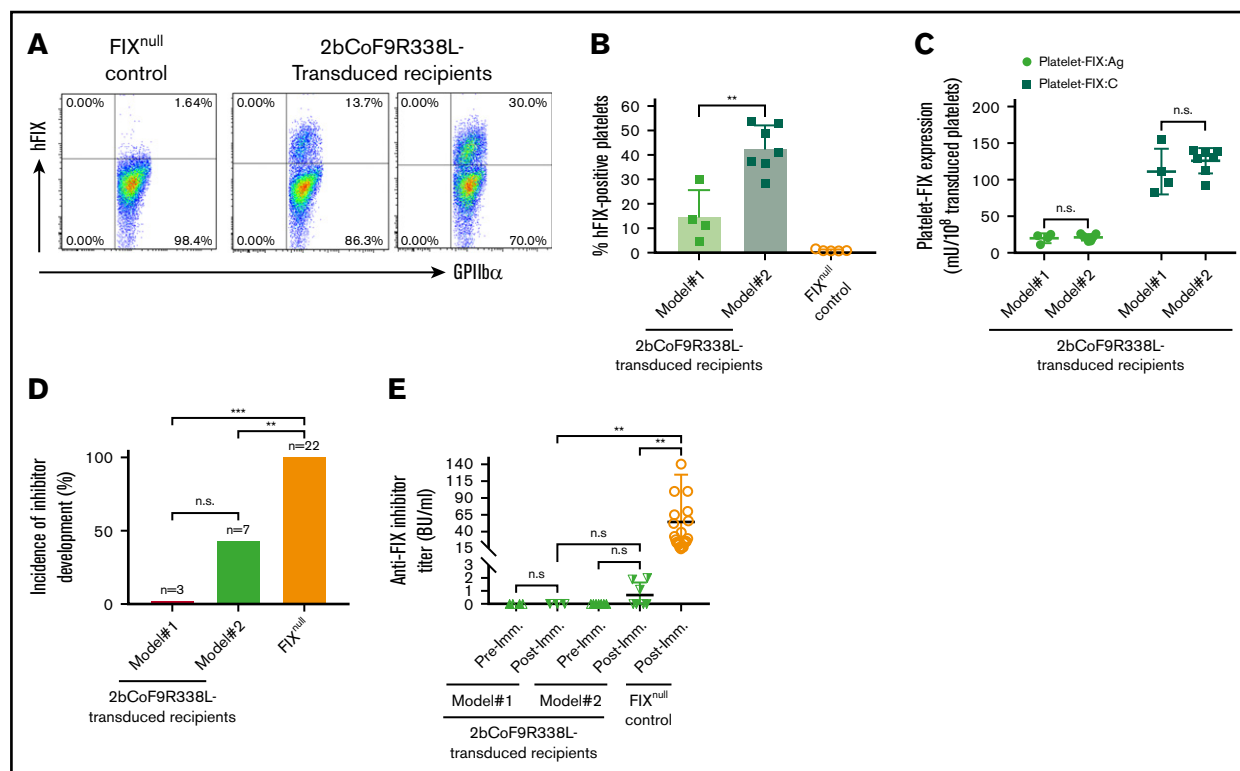 A
FIXnull
control
2bCoF9R338L-
Transduced recipients
hFIX
0.00%
1.64%
0.00%
98.4%
0.00%
13.7%
0.00%
86.3%
0.00%
30.0%
0.00%
70.0%
GPIIbα
B
% hFIX-positive platelets
60
50
40
30
20
10
0
**
Model#1
Model#2
FIXnull
control
2bCoF9R338L-
transduced recipients
C
Platelet-FIX:Ag
Platelet-FIX:C
Platelet-FIX expression
(mU/10⁸ transduced platelets)
200
150
100
50
0
n.s.
n.s.
Model#1
Model#2
Model#1
Model#2
2bCoF9R338L-
transduced recipients
D
Incidence of inhibitor
development (%)
100
50
0
***
**
n.s.
n=3
n=7
n=22
Model#1
Model#2
FIXnull
2bCoF9R338L-
transduced recipients
E
Anti-FIX inhibitor
titer (BU/ml)
140
115
90
65
40
15
3
2
1
0
**
**
n.s
n.s
n.s
Pre-Imm.
Post-Imm.
Pre-Imm.
Post-Imm.
Post-Imm.
Model#1
Model#2
FIXnull
control
2bCoF9R338L-
transduced recipients